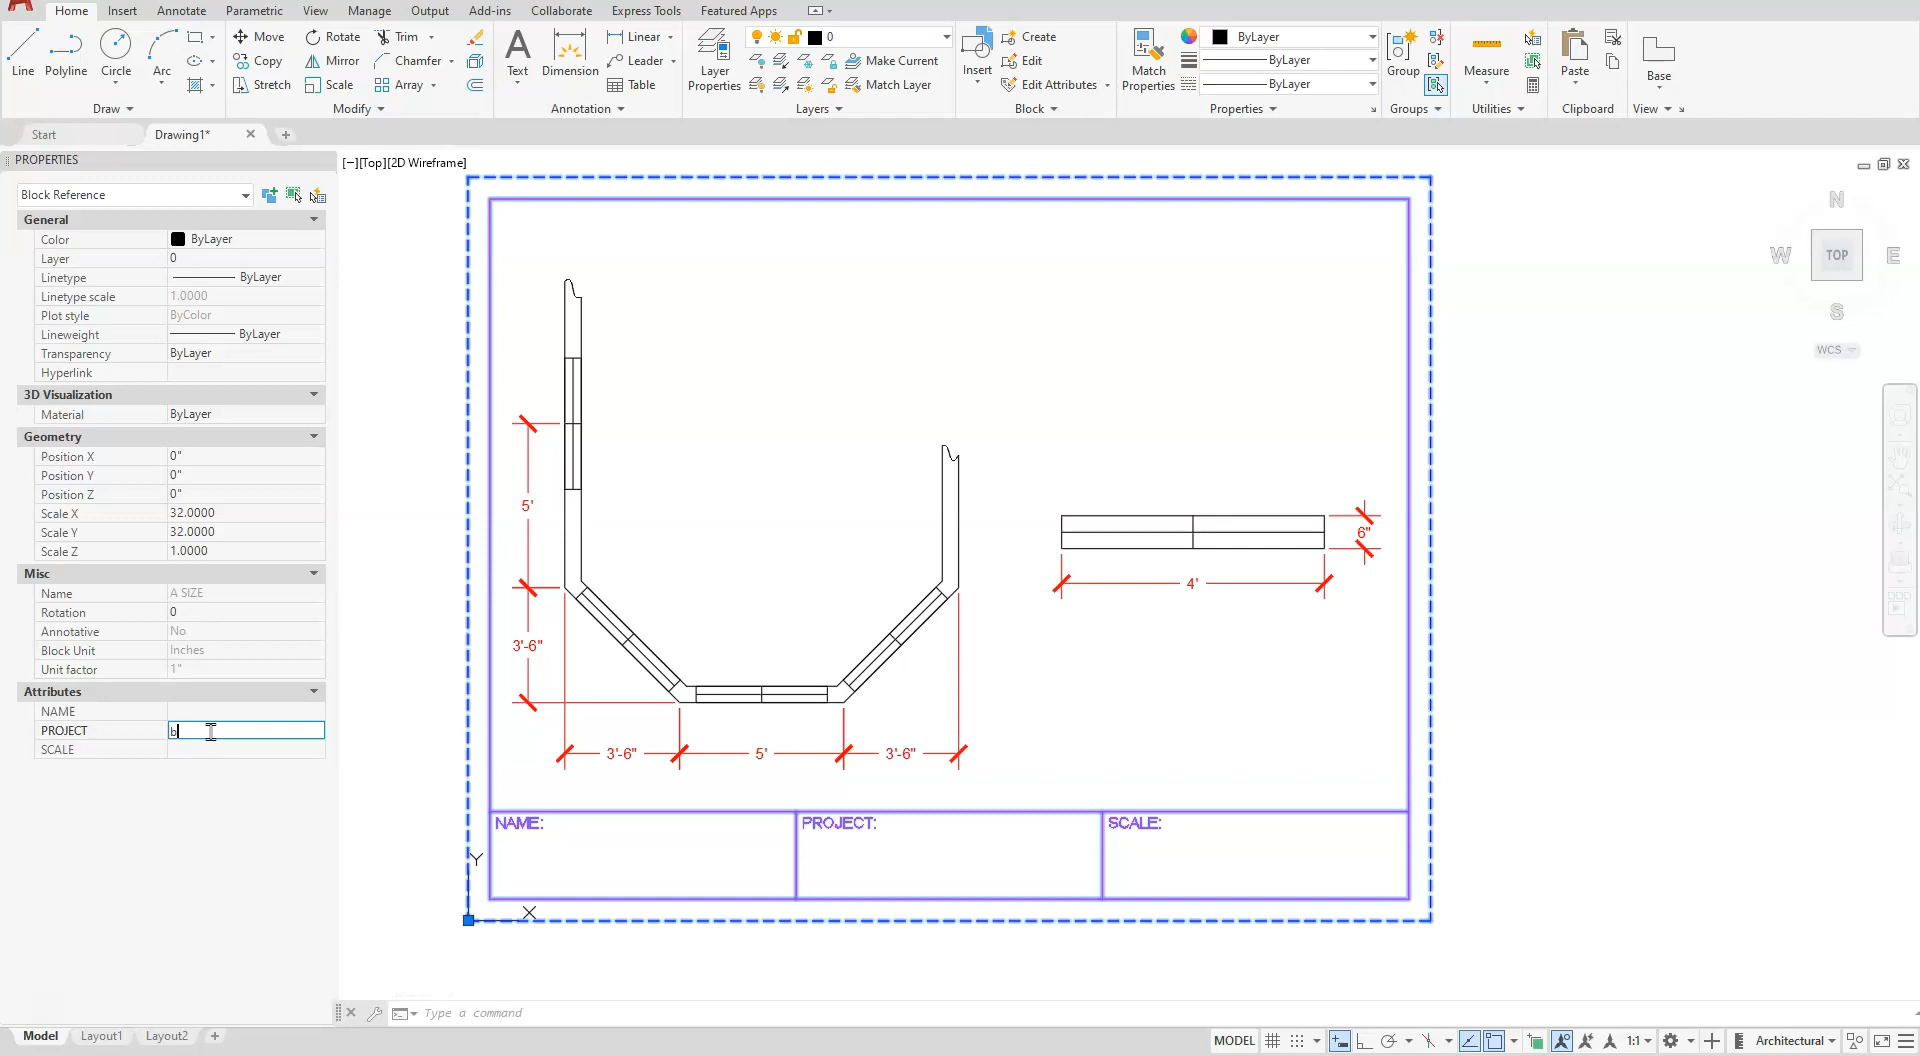 Home Insert Annotate Parametric View Manage Output Add-ins Collaborate Express Tools Featured Apps
Move Rotate Trim Linear 0 Create ByLayer
Line Polyline Circle Arc Copy Mirror Chamfer Text Dimension Leader Layer Properties Make Current Insert Edit Match Properties ByLayer Group Measure Paste Base
Stretch Scale Array Table Match Layer Edit Attributes ByLayer
Draw Modify Annotation Layers Block Properties Groups Utilities Clipboard View
Start Drawing1*
PROPERTIES
[−][Top][2D Wireframe]
Block Reference
General
Color ByLayer
Layer 0
Linetype ByLayer
Linetype scale 1.0000
Plot style ByColor
Lineweight ByLayer
Transparency ByLayer
Hyperlink
3D Visualization
Material ByLayer
Geometry
Position X 0"
Position Y 0"
Position Z 0"
Scale X 32.0000
Scale Y 32.0000
Scale Z 1.0000
Misc
Name A SIZE
Rotation 0
Annotative No
Block Unit Inches
Unit factor 1"
Attributes
NAME
PROJECT b
SCALE
N
W TOP E
S
WCS
5'
6"
4'
3'-6"
3'-6" 5' 3'-6"
NAME: PROJECT: SCALE:
Y
X
Type a command
Model Layout1 Layout2
MODEL 1:1 Architectural